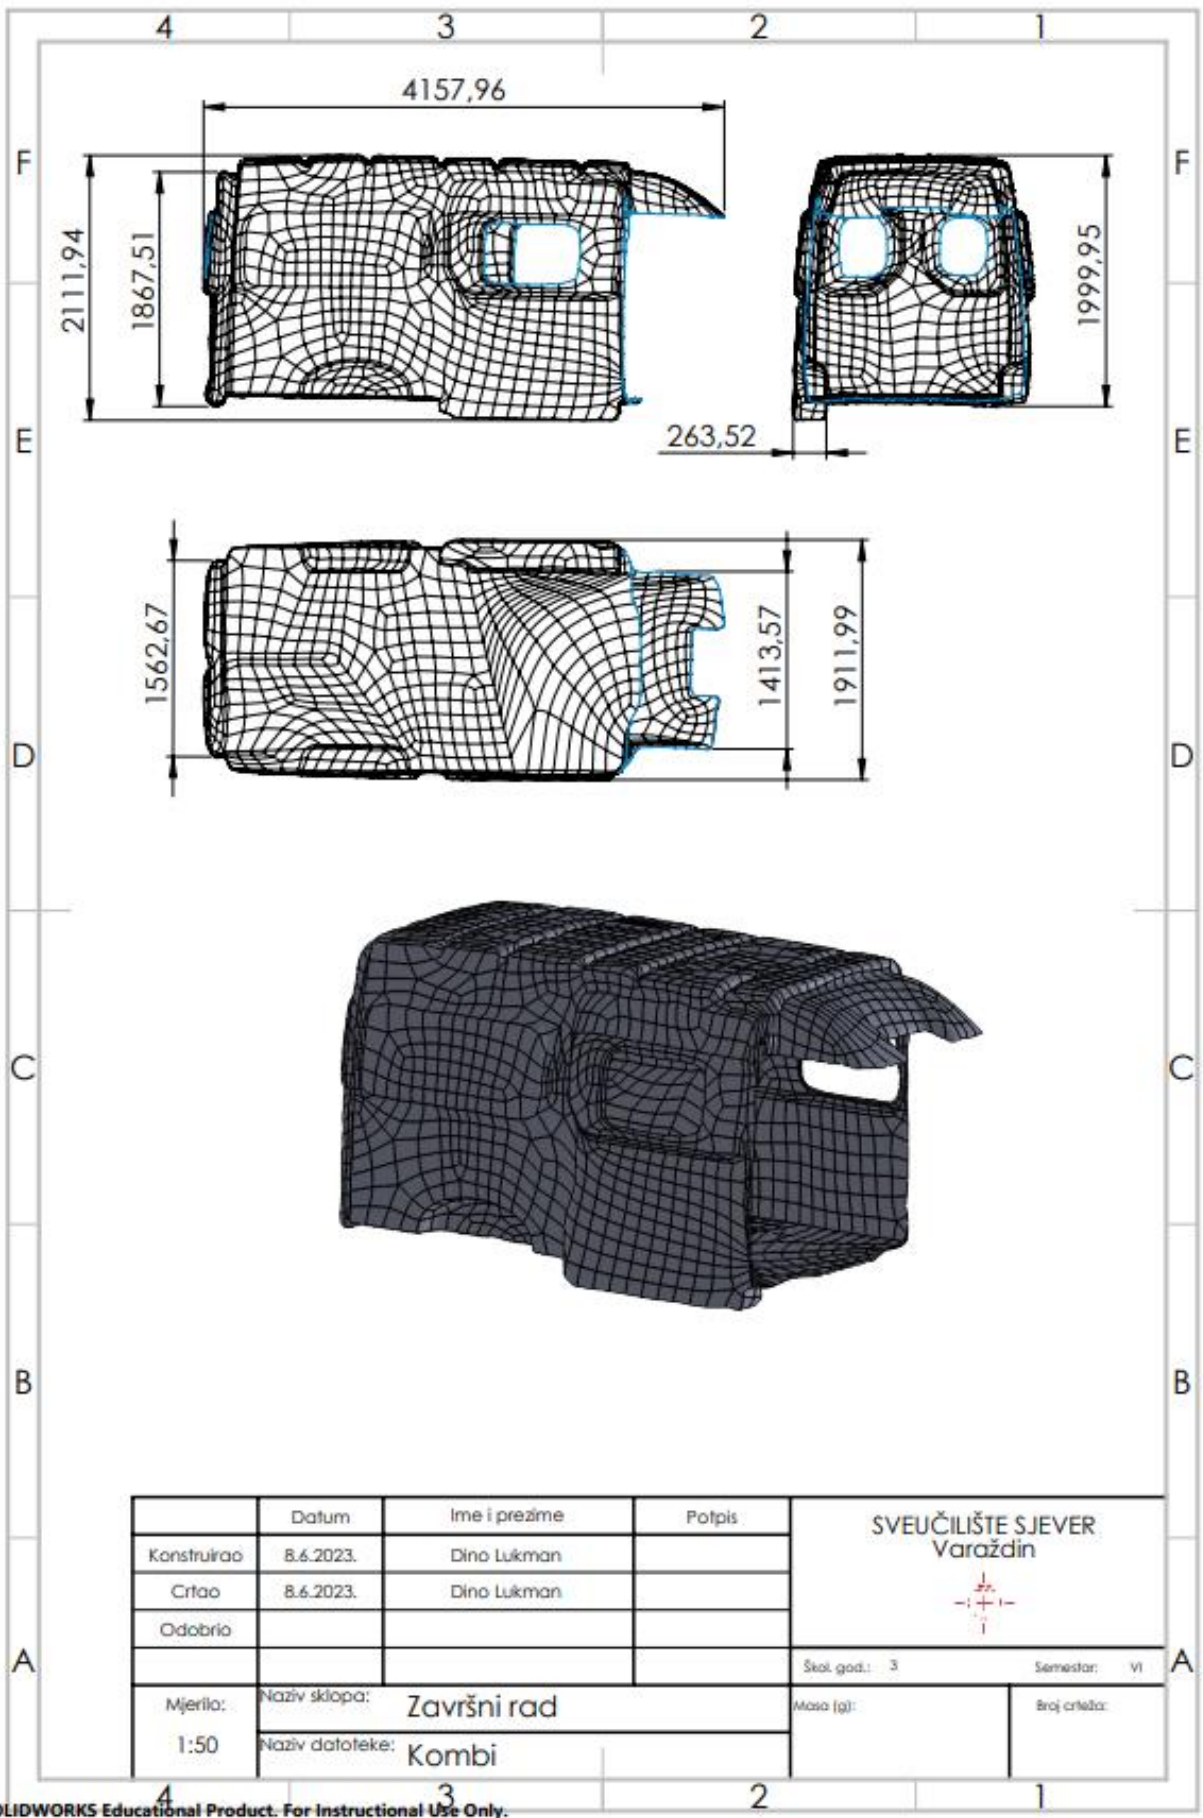 4 3 2 1
4157,96
F F
2111,94
1867,51
1999,95
E E
263,52
1562,67
1413,57
1911,99
D D
C C
B B
Datum Ime i prezime Potpis
SVEUČILIŠTE SJEVER
Varaždin
Konstruirao 8.6.2023. Dino Lukman
Crtao 8.6.2023. Dino Lukman
Odobrio
A A
Škol. god.: 3 Semestar: VI
Mjerilo: Naziv sklopa: Završni rad
Masa (g): Broj crteža:
1:50 Naziv datoteke: Kombi
4 3 2 1
OLIDWORKS Educational Product. For Instructional Use Only.